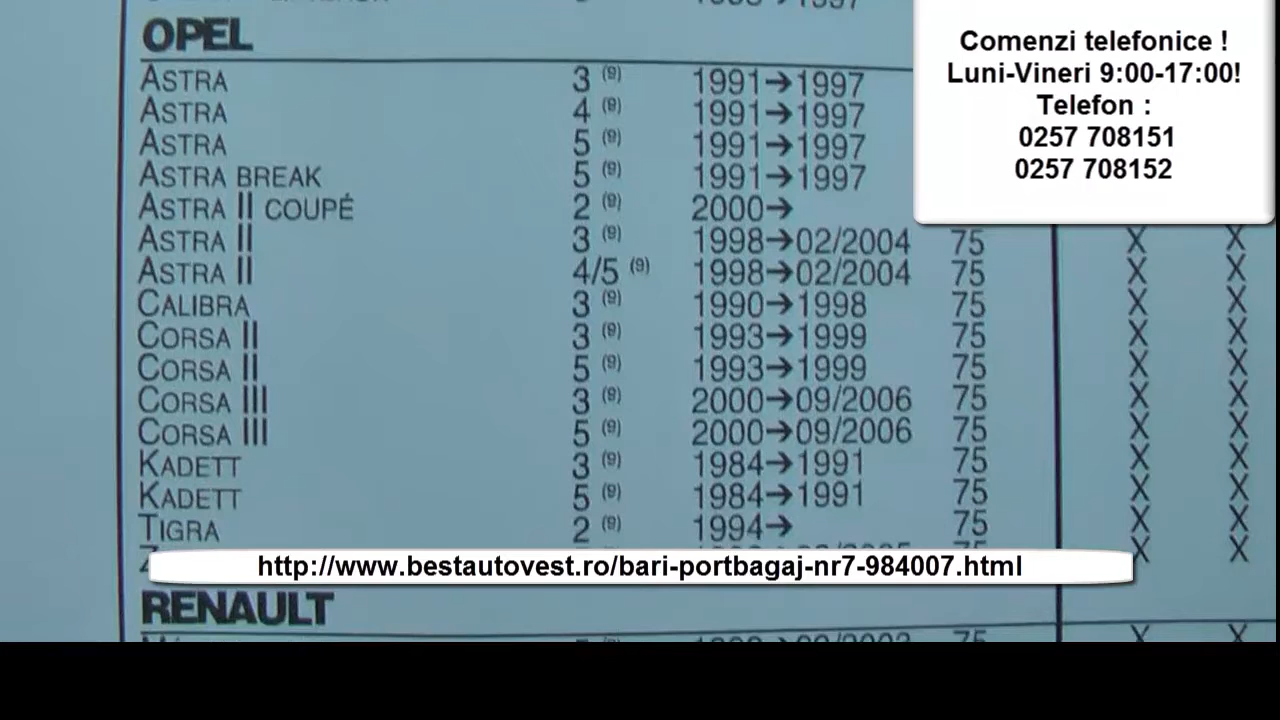 OPEL
ASTRA 3 (9) 1991→1997
ASTRA 4 (9) 1991→1997
ASTRA 5 (9) 1991→1997
ASTRA BREAK 5 (9) 1991→1997
ASTRA II COUPÉ 2 (9) 2000→
ASTRA II 3 (9) 1998→02/2004 75 X X
ASTRA II 4/5 (9) 1998→02/2004 75 X X
CALIBRA 3 (9) 1990→1998 75 X X
CORSA II 3 (9) 1993→1999 75 X X
CORSA II 5 (9) 1993→1999 75 X X
CORSA III 3 (9) 2000→09/2006 75 X X
CORSA III 5 (9) 2000→09/2006 75 X X
KADETT 3 (9) 1984→1991 75 X X
KADETT 5 (9) 1984→1991 75 X X
TIGRA 2 (9) 1994→ 75 X X
X X
RENAULT
Comenzi telefonice !
Luni-Vineri 9:00-17:00!
Telefon :
0257 708151
0257 708152
http://www.bestautovest.ro/bari-portbagaj-nr7-984007.html